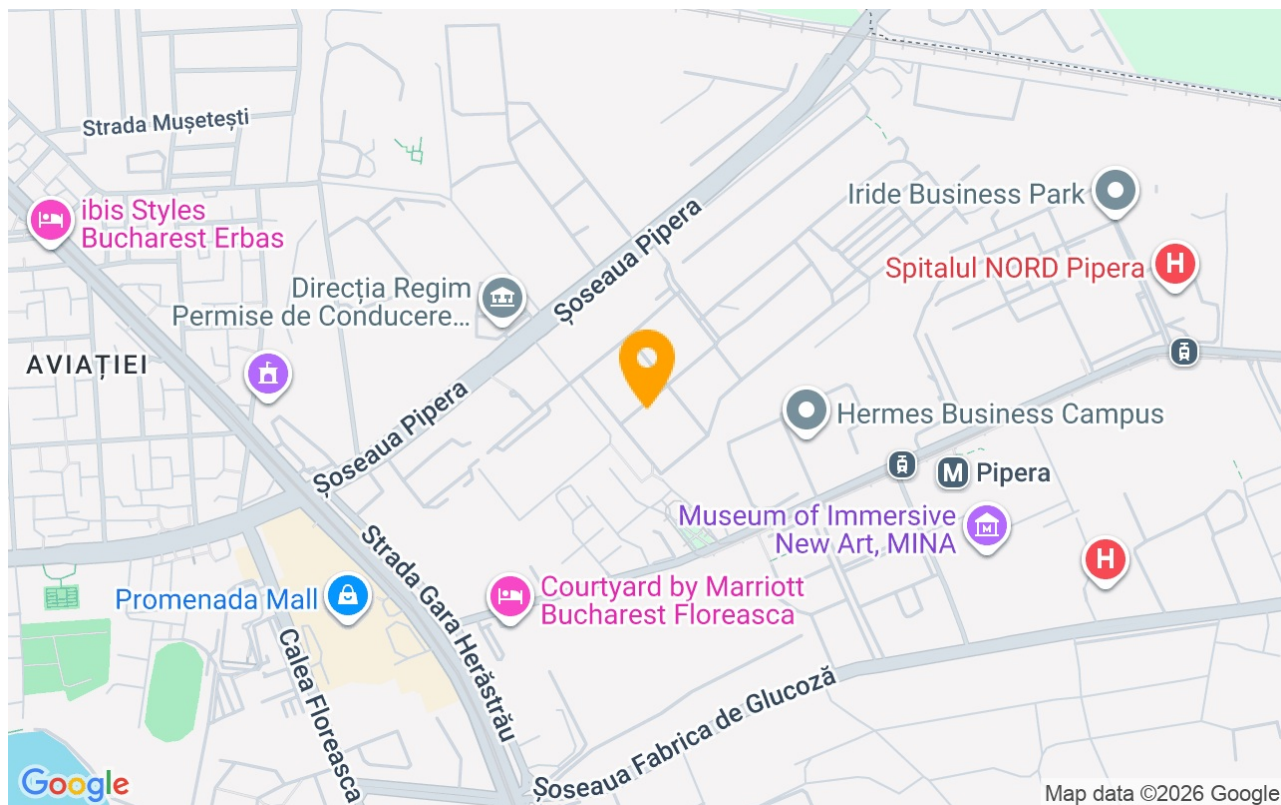 Strada Mușetești
ibis Styles
Bucharest Erbas
Iride Business Park
Spitalul NORD Pipera
H
Șoseaua Pipera
Direcția Regim
Permise de Conducere...
AVIAȚIEI
Șoseaua Pipera
Hermes Business Campus
M Pipera
Museum of Immersive
New Art, MINA
M
H
Strada Gara Herăstrău
Promenada Mall
Courtyard by Marriott
Bucharest Floreasca
Calea Floreasca
Șoseaua Fabrica de Glucoză
Google
Map data ©2026 Google